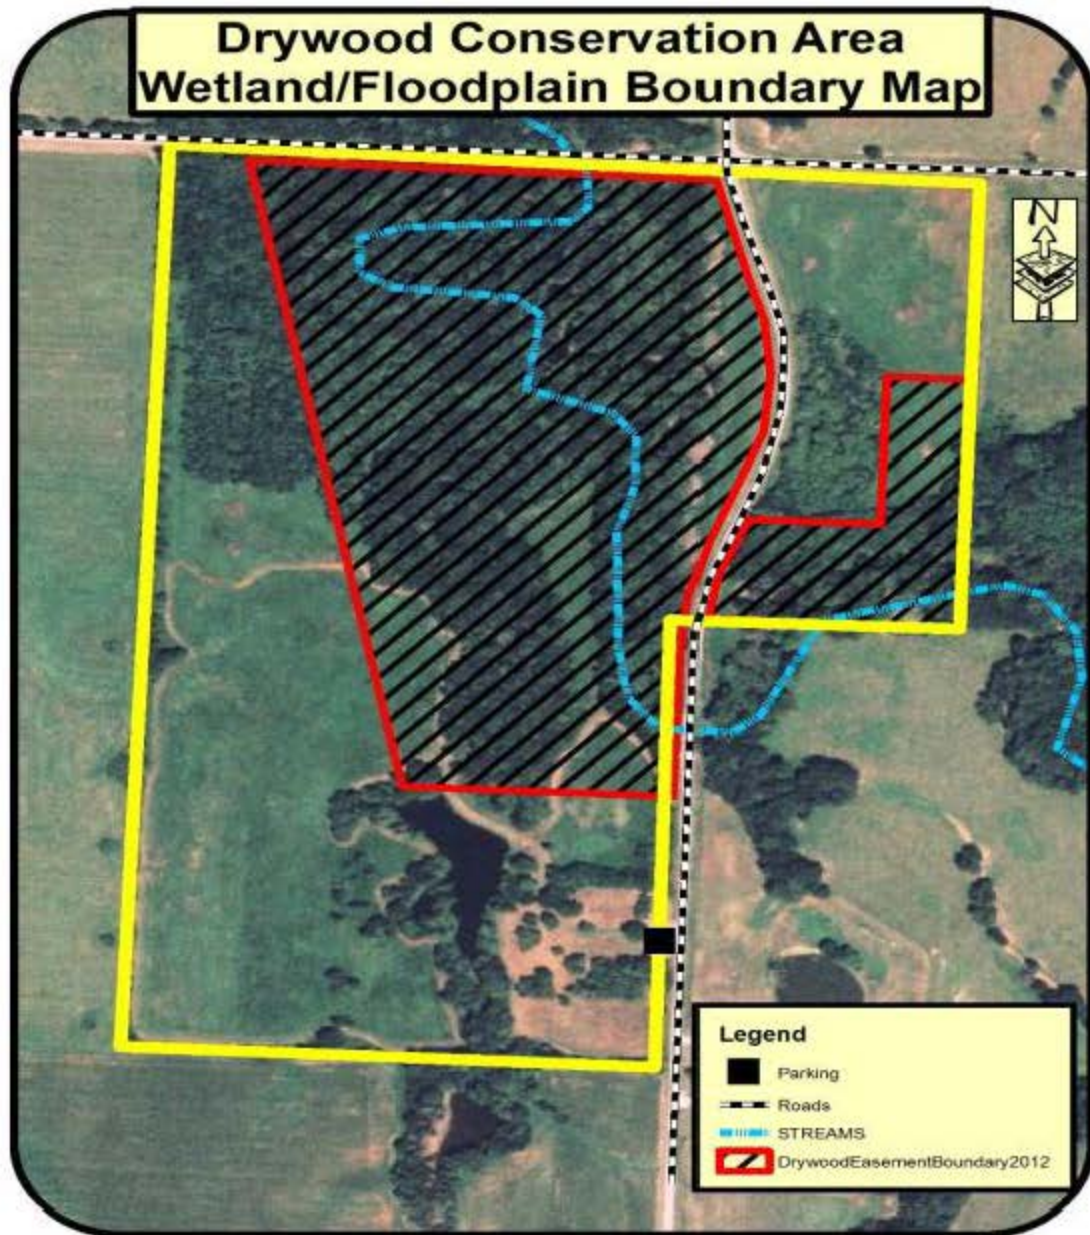 Drywood Conservation Area
Wetland/Floodplain Boundary Map
N
Legend
Parking
Roads
STREAMS
DrywoodEasementBoundary2012